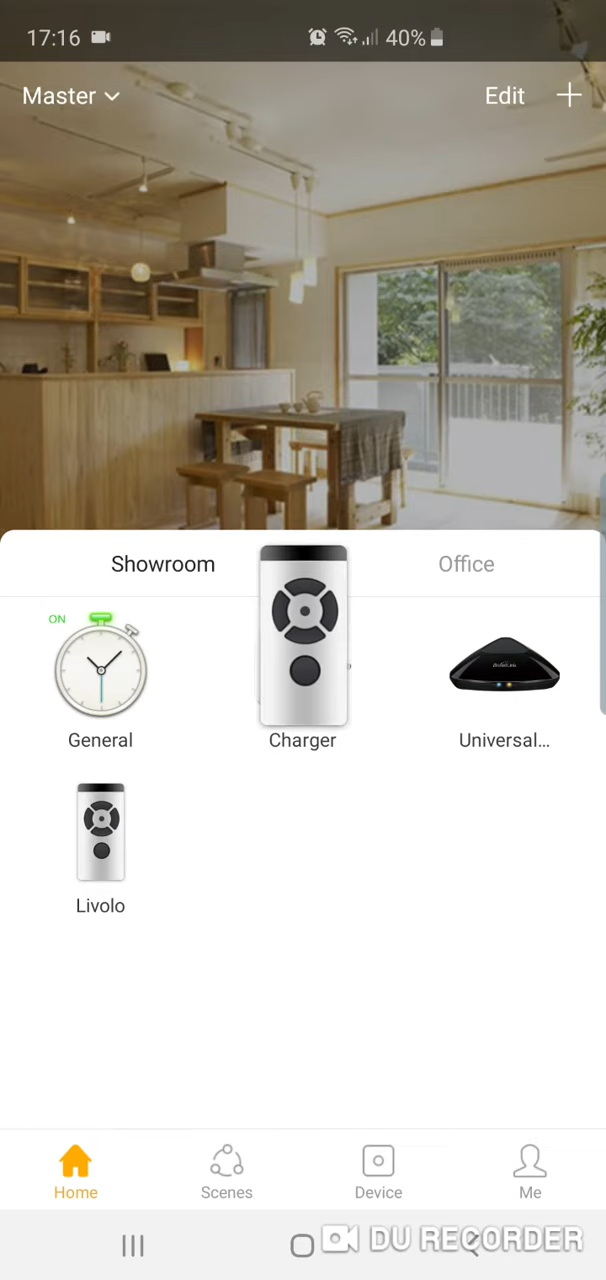 17:16 40%
Master Edit
Showroom Office
ON
General Charger Universal...
Livolo
Home Scenes Device Me
DU RECORDER